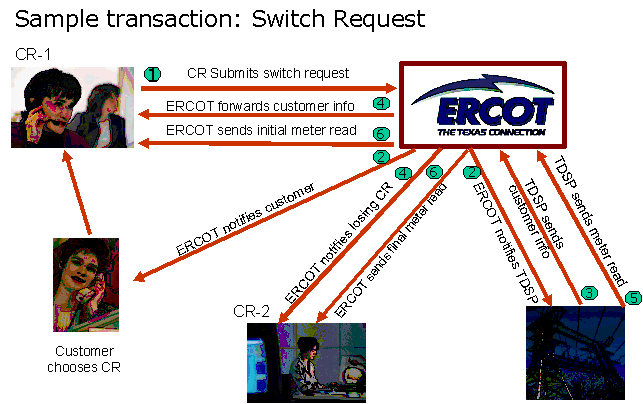 Sample transaction: Switch Request
CR-1
1
CR Submits switch request
4
ERCOT forwards customer info
6
ERCOT sends initial meter read
2
ERCOT
THE TEXAS CONNECTION
ERCOT notifies customer
4
ERCOT notifies losing CR
6
ERCOT sends final meter read
2
ERCOT notifies TDSP
TDSP sends
customer info
3
TDSP sends meter read
5
CR-2
Customer
chooses CR